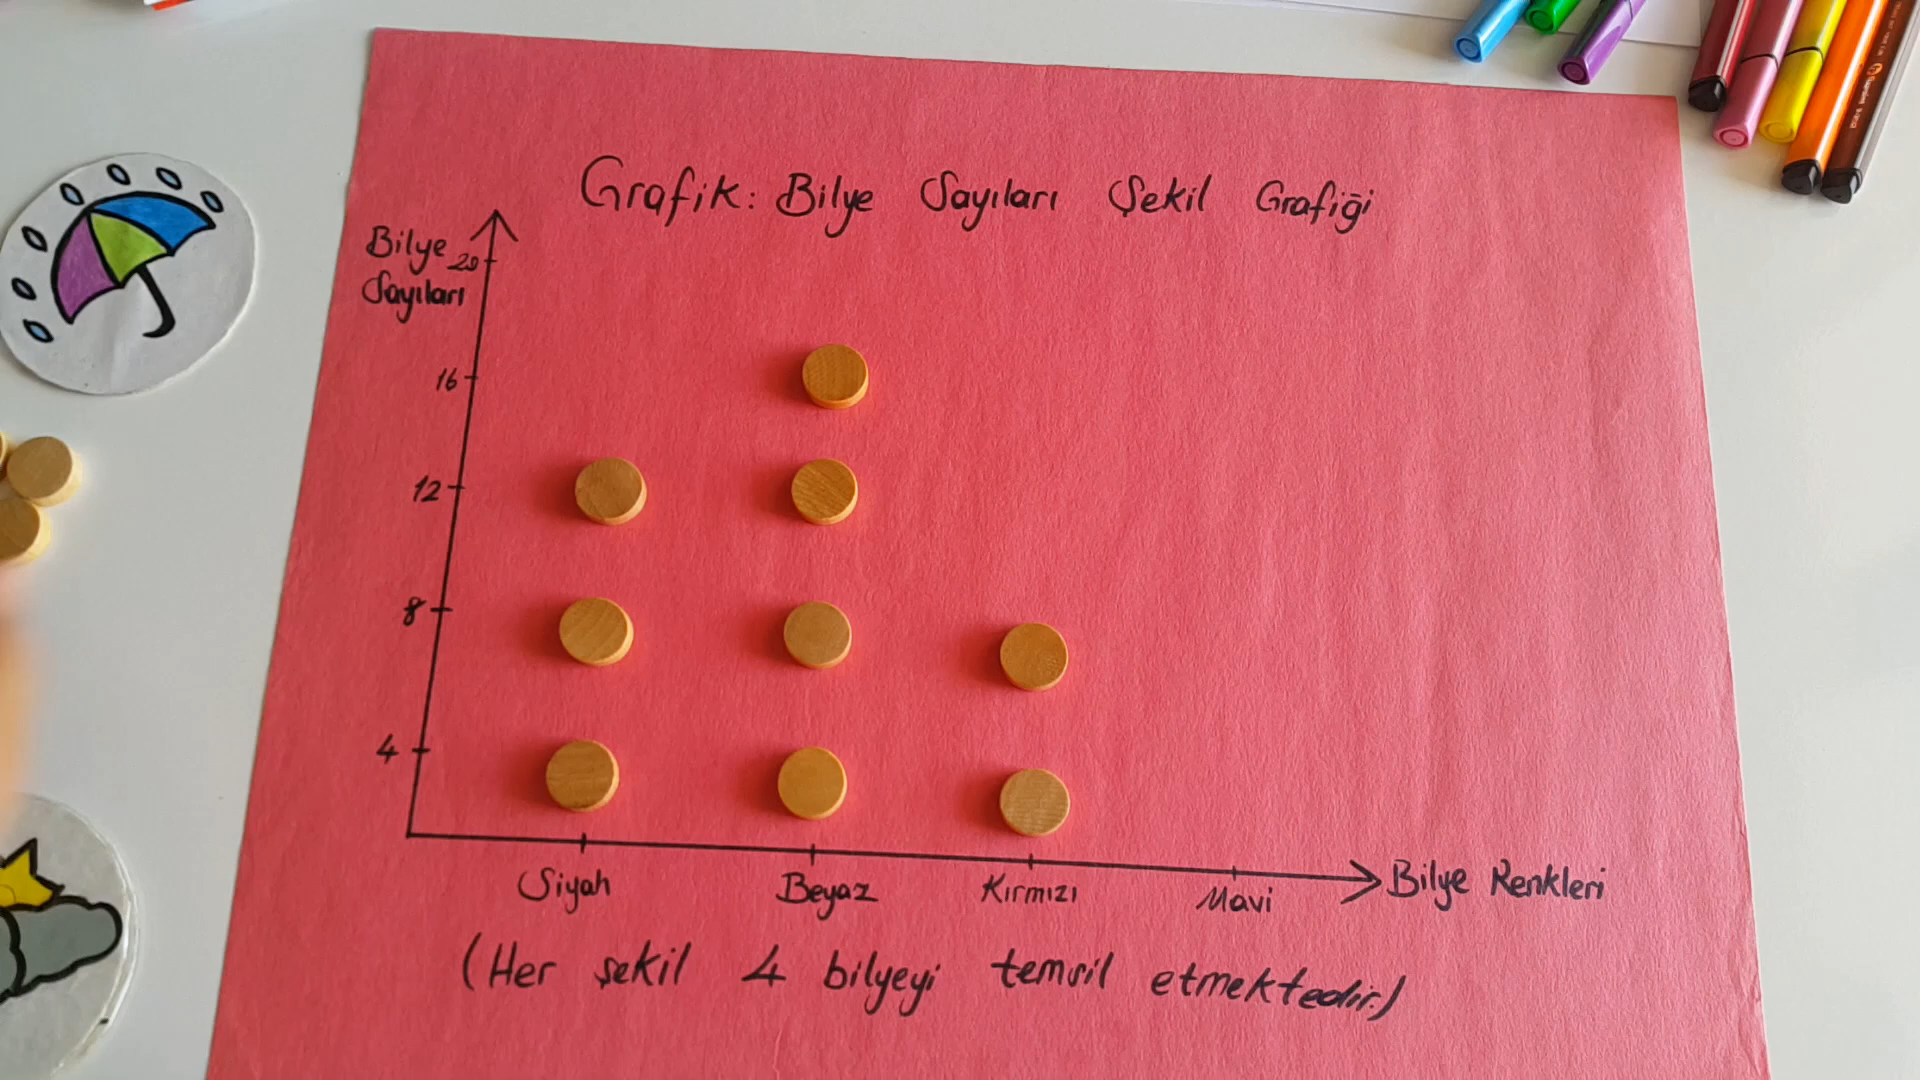 Grafik: Bilye Sayıları Şekil Grafiği
Bilye
Sayıları
20
16
12
8
4
Siyah Beyaz Kırmızı Mavi
Bilye Renkleri
(Her şekil 4 bilyeyi temsil etmektedir.)